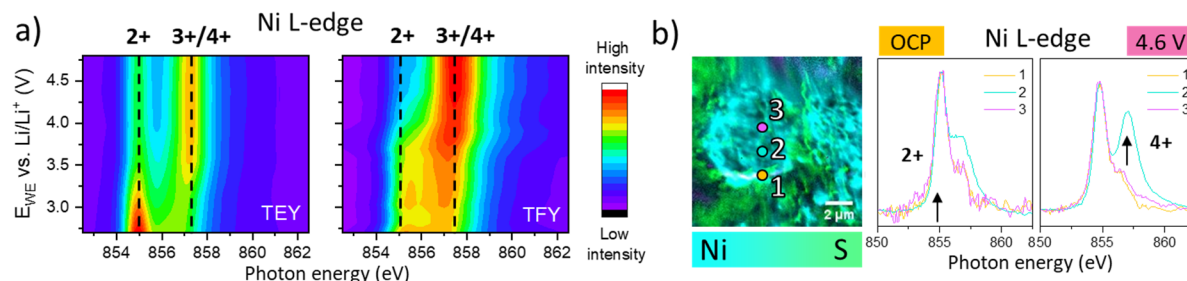 a)
Ni L-edge
2+
3+/4+
2+
3+/4+
E_WE vs. Li/Li⁺ (V)
4.5
4.0
3.5
3.0
TEY
TFY
854 856 858 860 862
854 856 858 860 862
Photon energy (eV)
High
intensity
Low
intensity
b)
OCP
Ni L-edge
4.6 V
3
2
1
2 μm
Ni
S
1
2
3
2+
1
2
3
4+
850 855 860
850 855 860
Photon energy (eV)